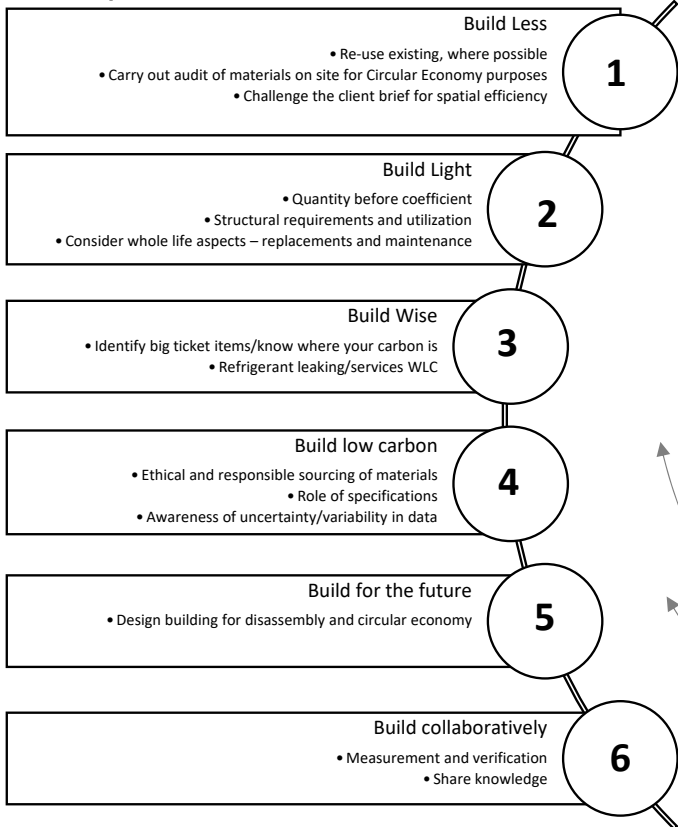 Build Less
• Re-use existing, where possible
• Carry out audit of materials on site for Circular Economy purposes
• Challenge the client brief for spatial efficiency
1
Build Light
• Quantity before coefficient
• Structural requirements and utilization
• Consider whole life aspects – replacements and maintenance
2
Build Wise
• Identify big ticket items/know where your carbon is
• Refrigerant leaking/services WLC
3
Build low carbon
• Ethical and responsible sourcing of materials
• Role of specifications
• Awareness of uncertainty/variability in data
4
Build for the future
• Design building for disassembly and circular economy
5
Build collaboratively
• Measurement and verification
• Share knowledge
6